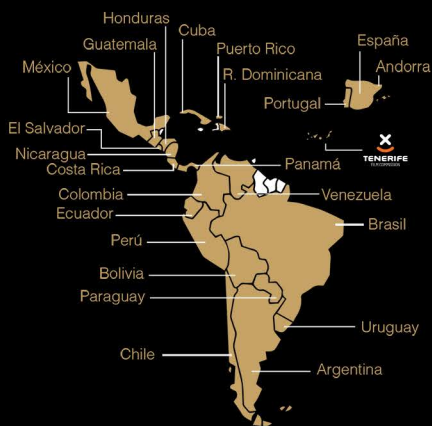 Honduras
Cuba
Guatemala
Puerto Rico
España
México
R. Dominicana
Andorra
Portugal
El Salvador
Nicaragua
Costa Rica
Panamá
TENERIFE
Colombia
Venezuela
Ecuador
Brasil
Perú
Bolivia
Paraguay
Uruguay
Chile
Argentina